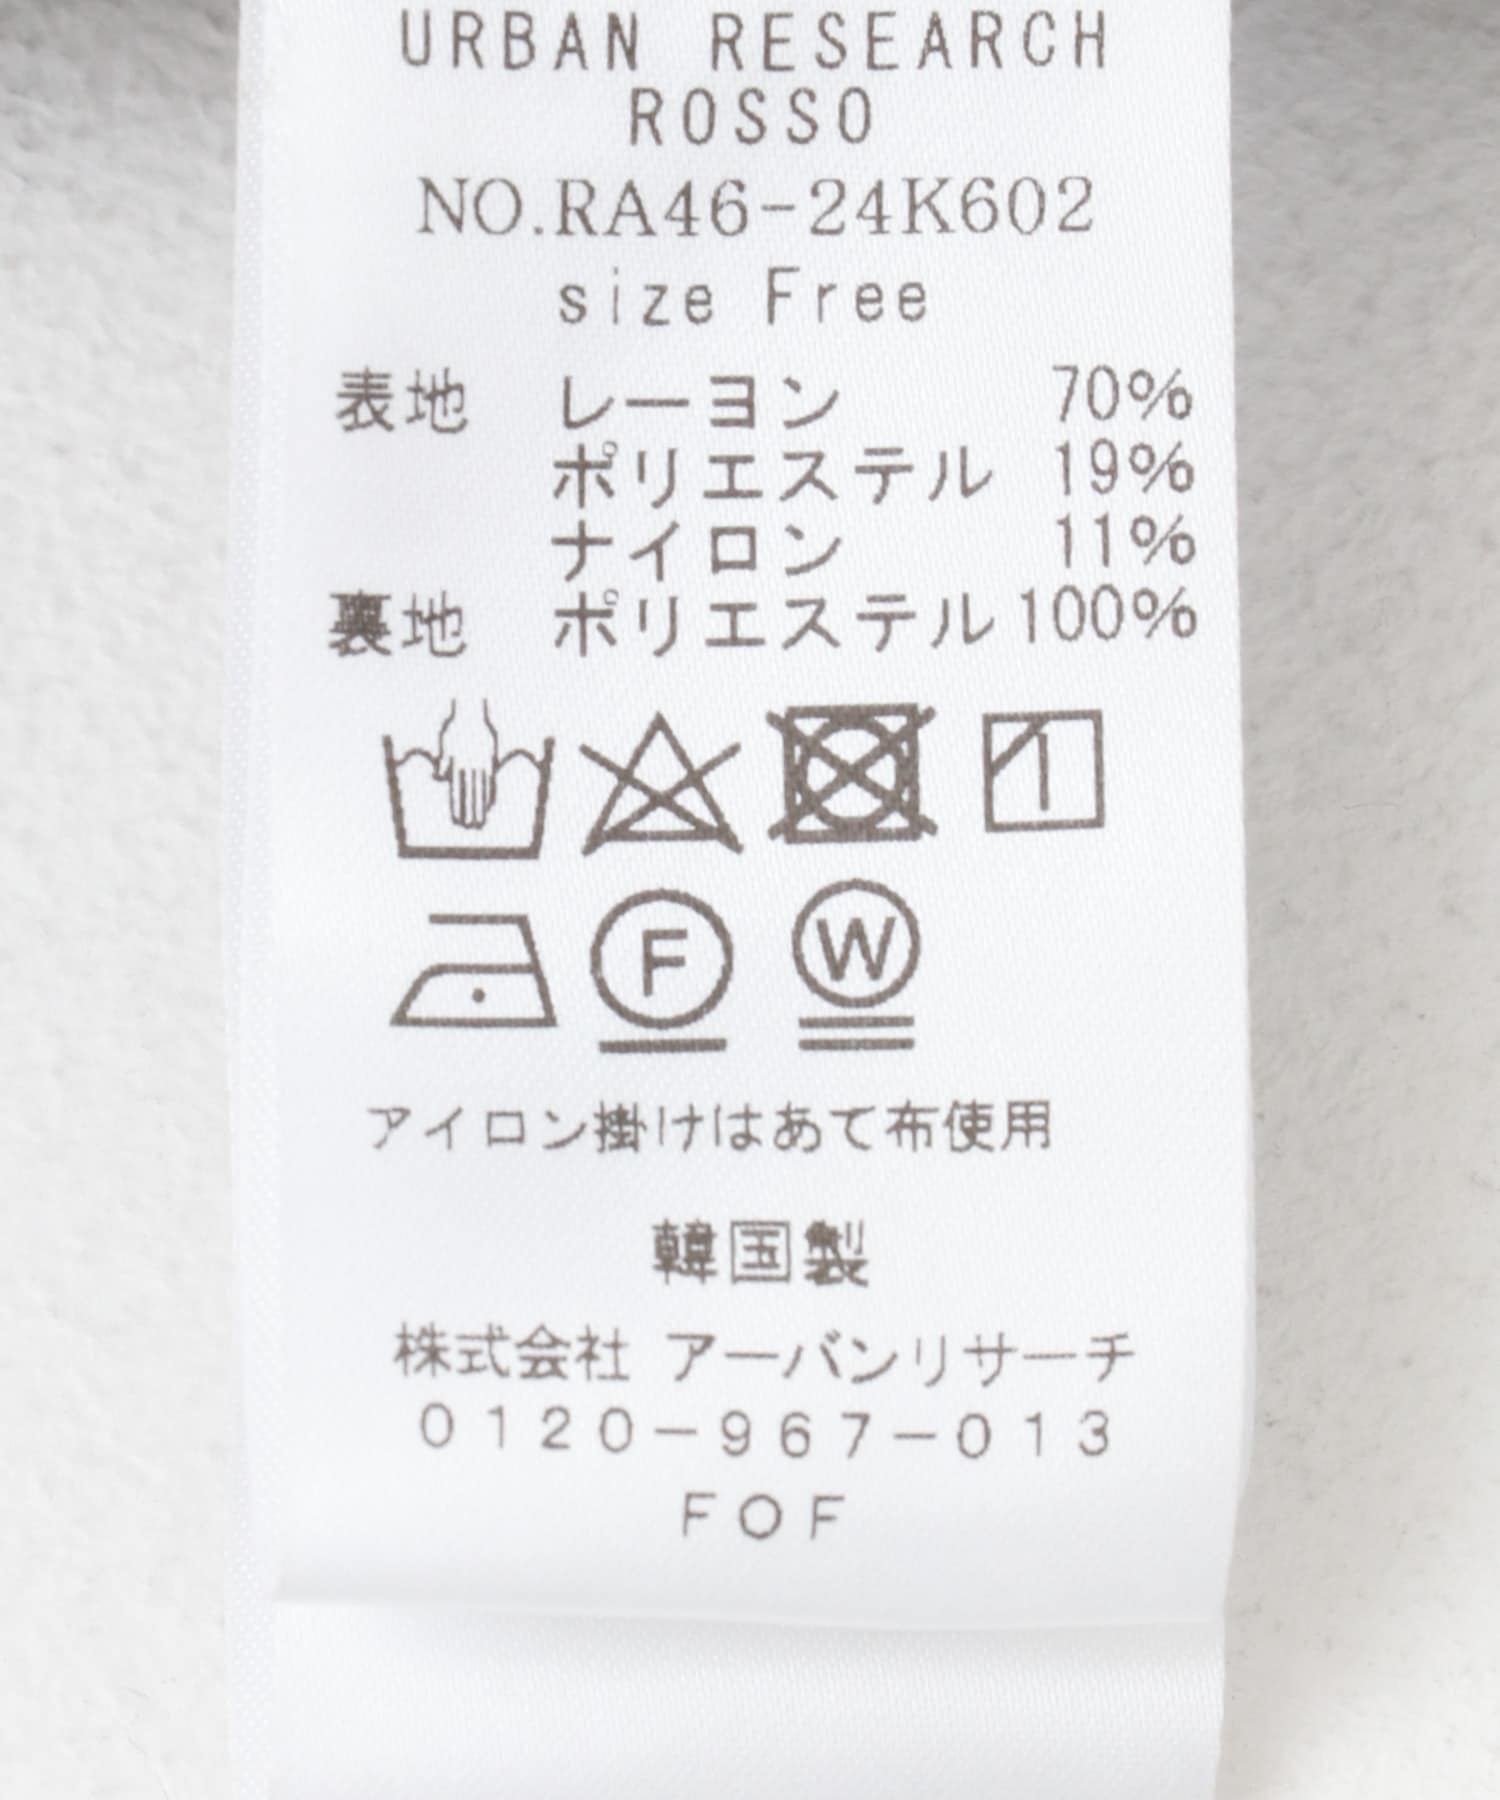 URBAN RESEARCH
ROSSO
NO.RA46-24K602
size Free
表地 レーヨン 70%
ポリエステル 19%
ナイロン 11%
裏地 ポリエステル 100%
1
F W
アイロン掛けはあて布使用
韓国製
株式会社 アーバンリサーチ
0120-967-013
FOF